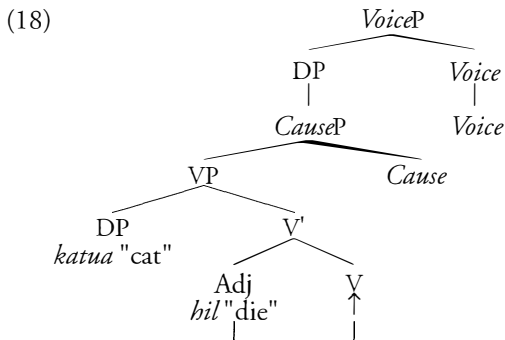 (18) VoiceP
DP Voice
CauseP Voice
VP Cause
DP V'
katua "cat"
Adj V
hil "die"